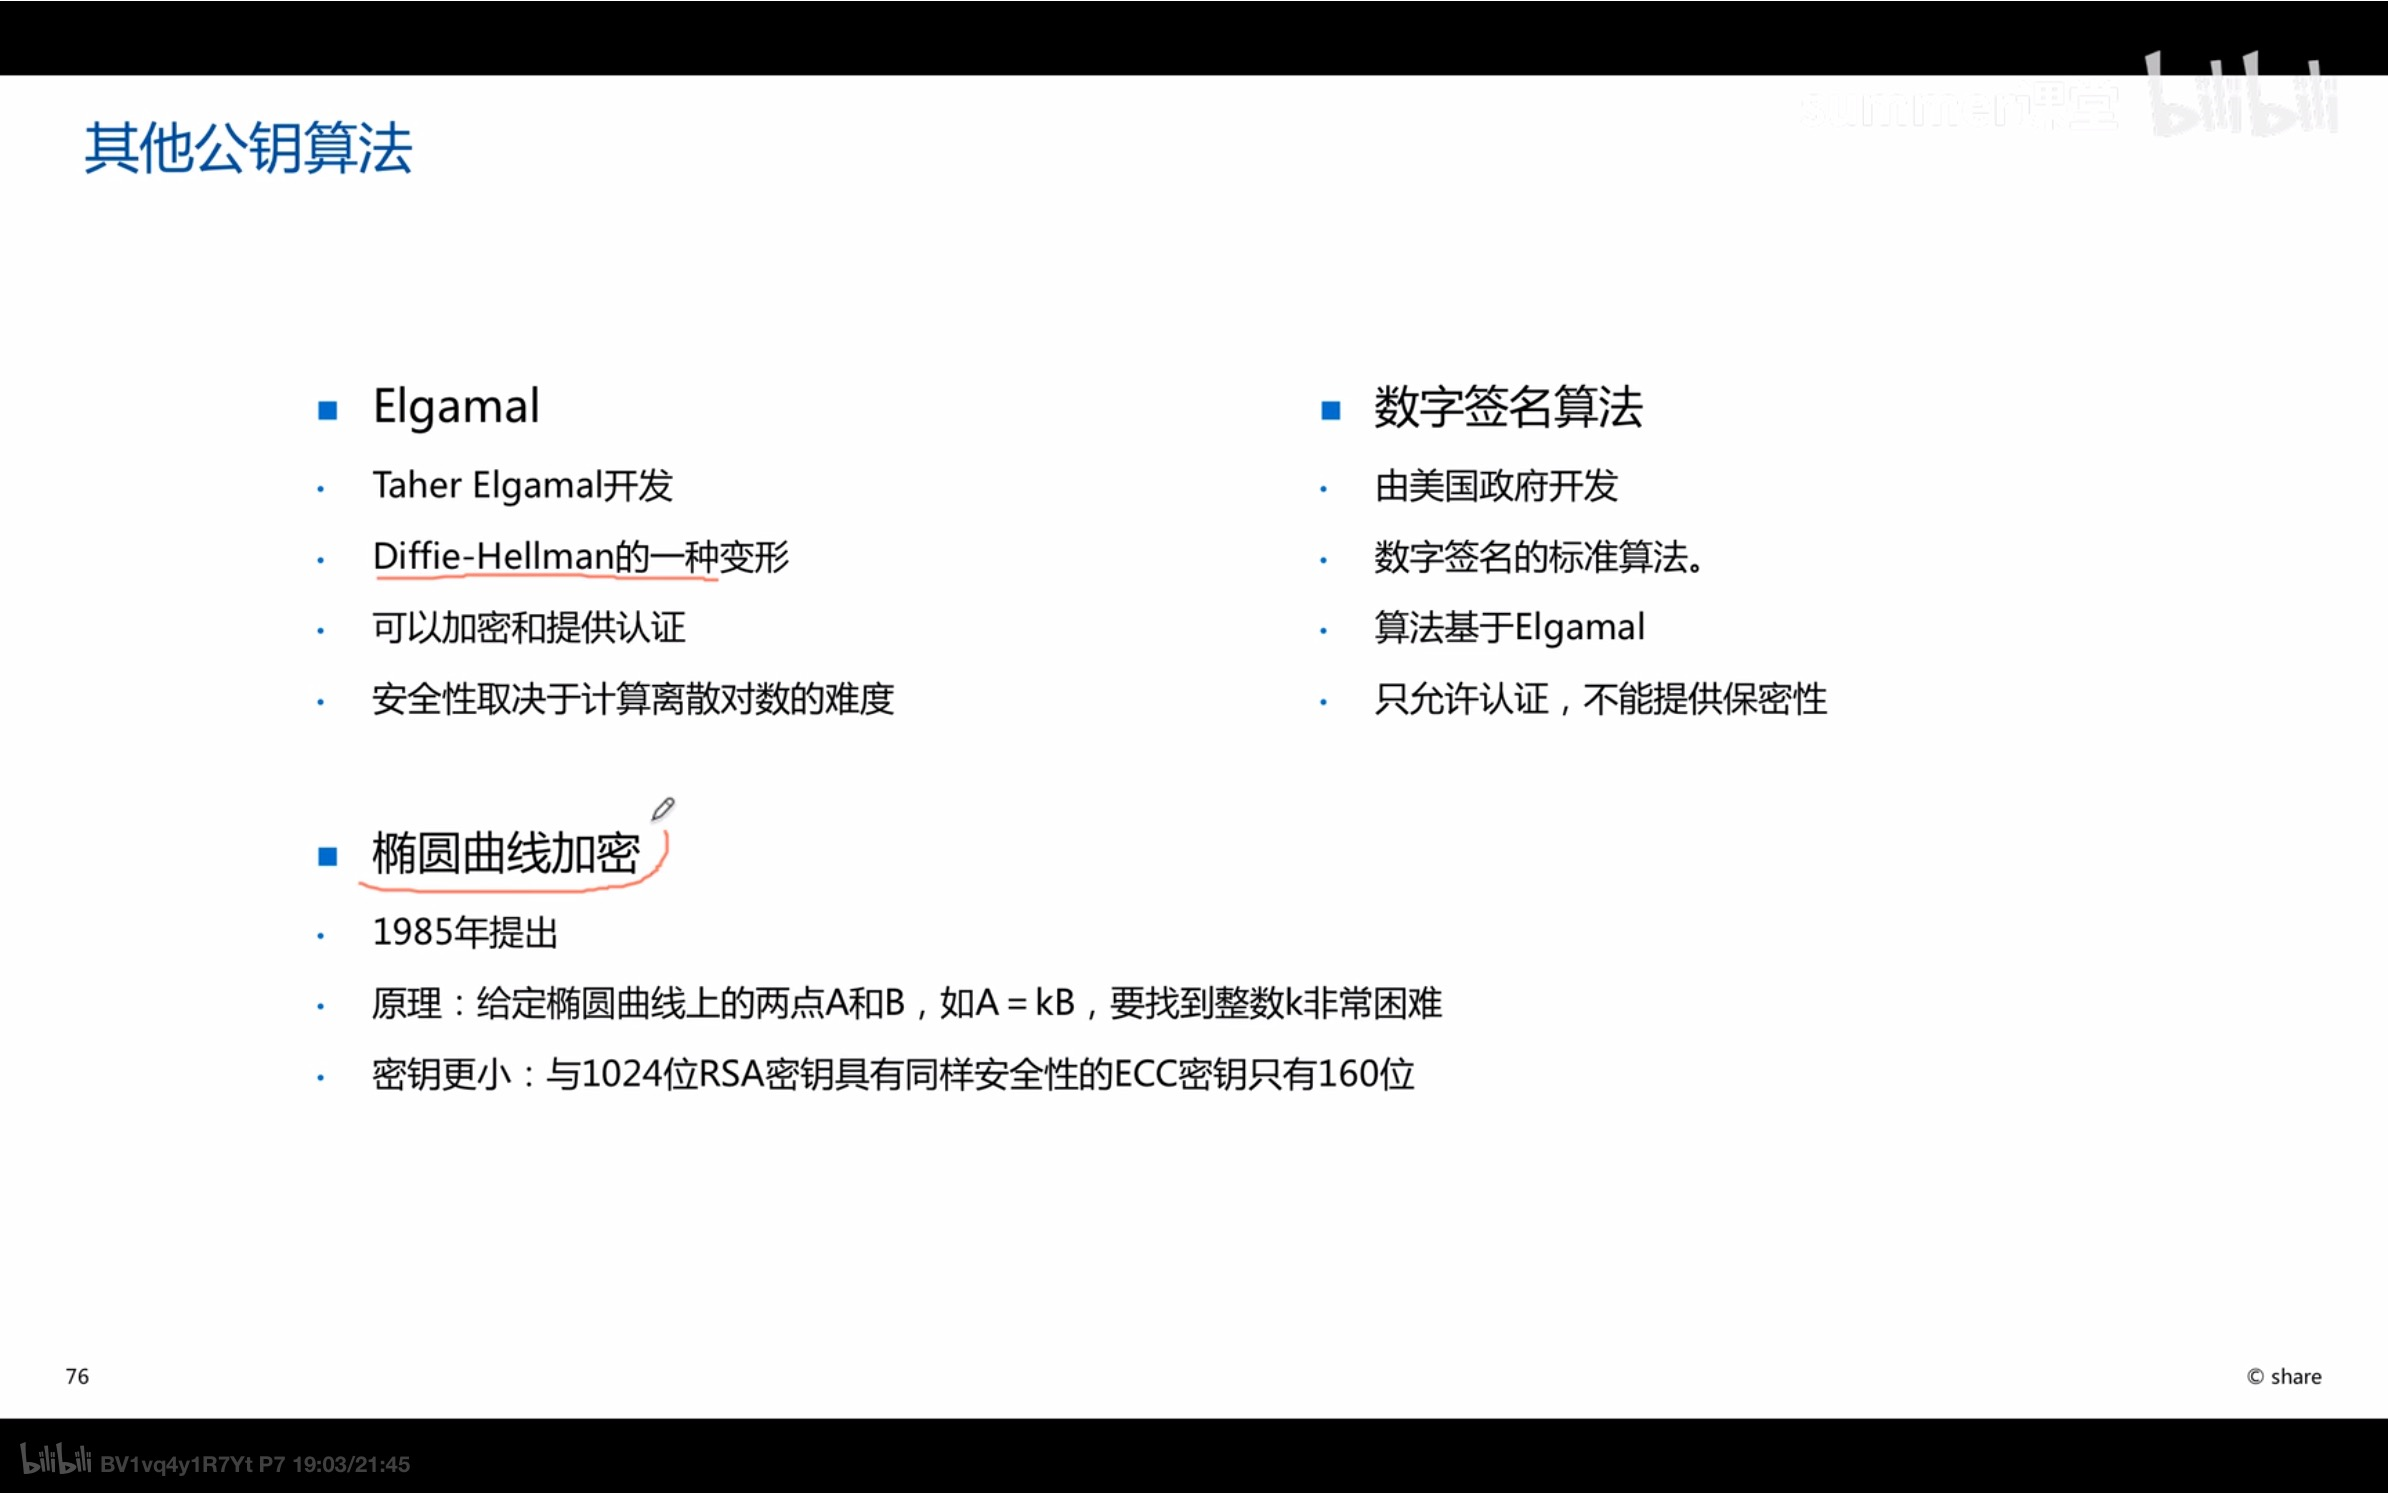 summer课堂 bilibili
其他公钥算法
Elgamal
Taher Elgamal开发
Diffie-Hellman的一种变形
可以加密和提供认证
安全性取决于计算离散对数的难度
数字签名算法
由美国政府开发
数字签名的标准算法。
算法基于Elgamal
只允许认证，不能提供保密性
椭圆曲线加密
1985年提出
原理：给定椭圆曲线上的两点A和B，如A = kB，要找到整数k非常困难
密钥更小：与1024位RSA密钥具有同样安全性的ECC密钥只有160位
76
© share
bilibili BV1vq4y1R7Yt P7 19:03/21:45